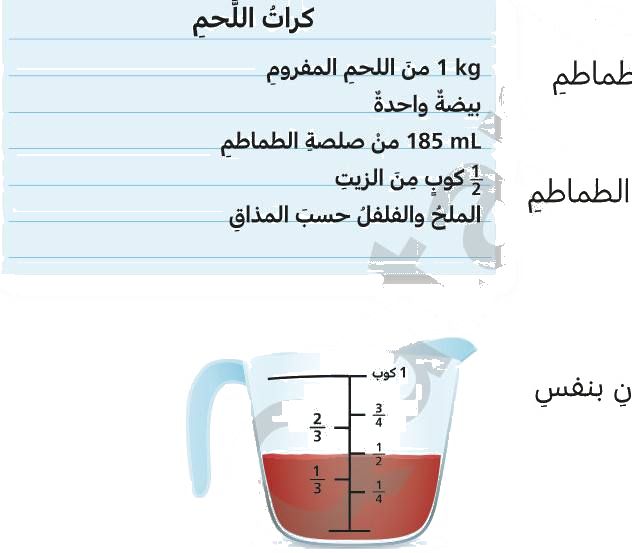 كراتُ اللَّحمِ
1 kg منَ اللحمِ المفرومِ
بيضةٌ واحدةٌ
185 mL منْ صلصةِ الطماطمِ
1/2 كوبٍ مِنَ الزيتِ
الملحُ والفلفلُ حسبَ المذاقِ
الطماطمِ
بنفسِ
1 كوب
3/4
2/3
1/2
1/3
1/4